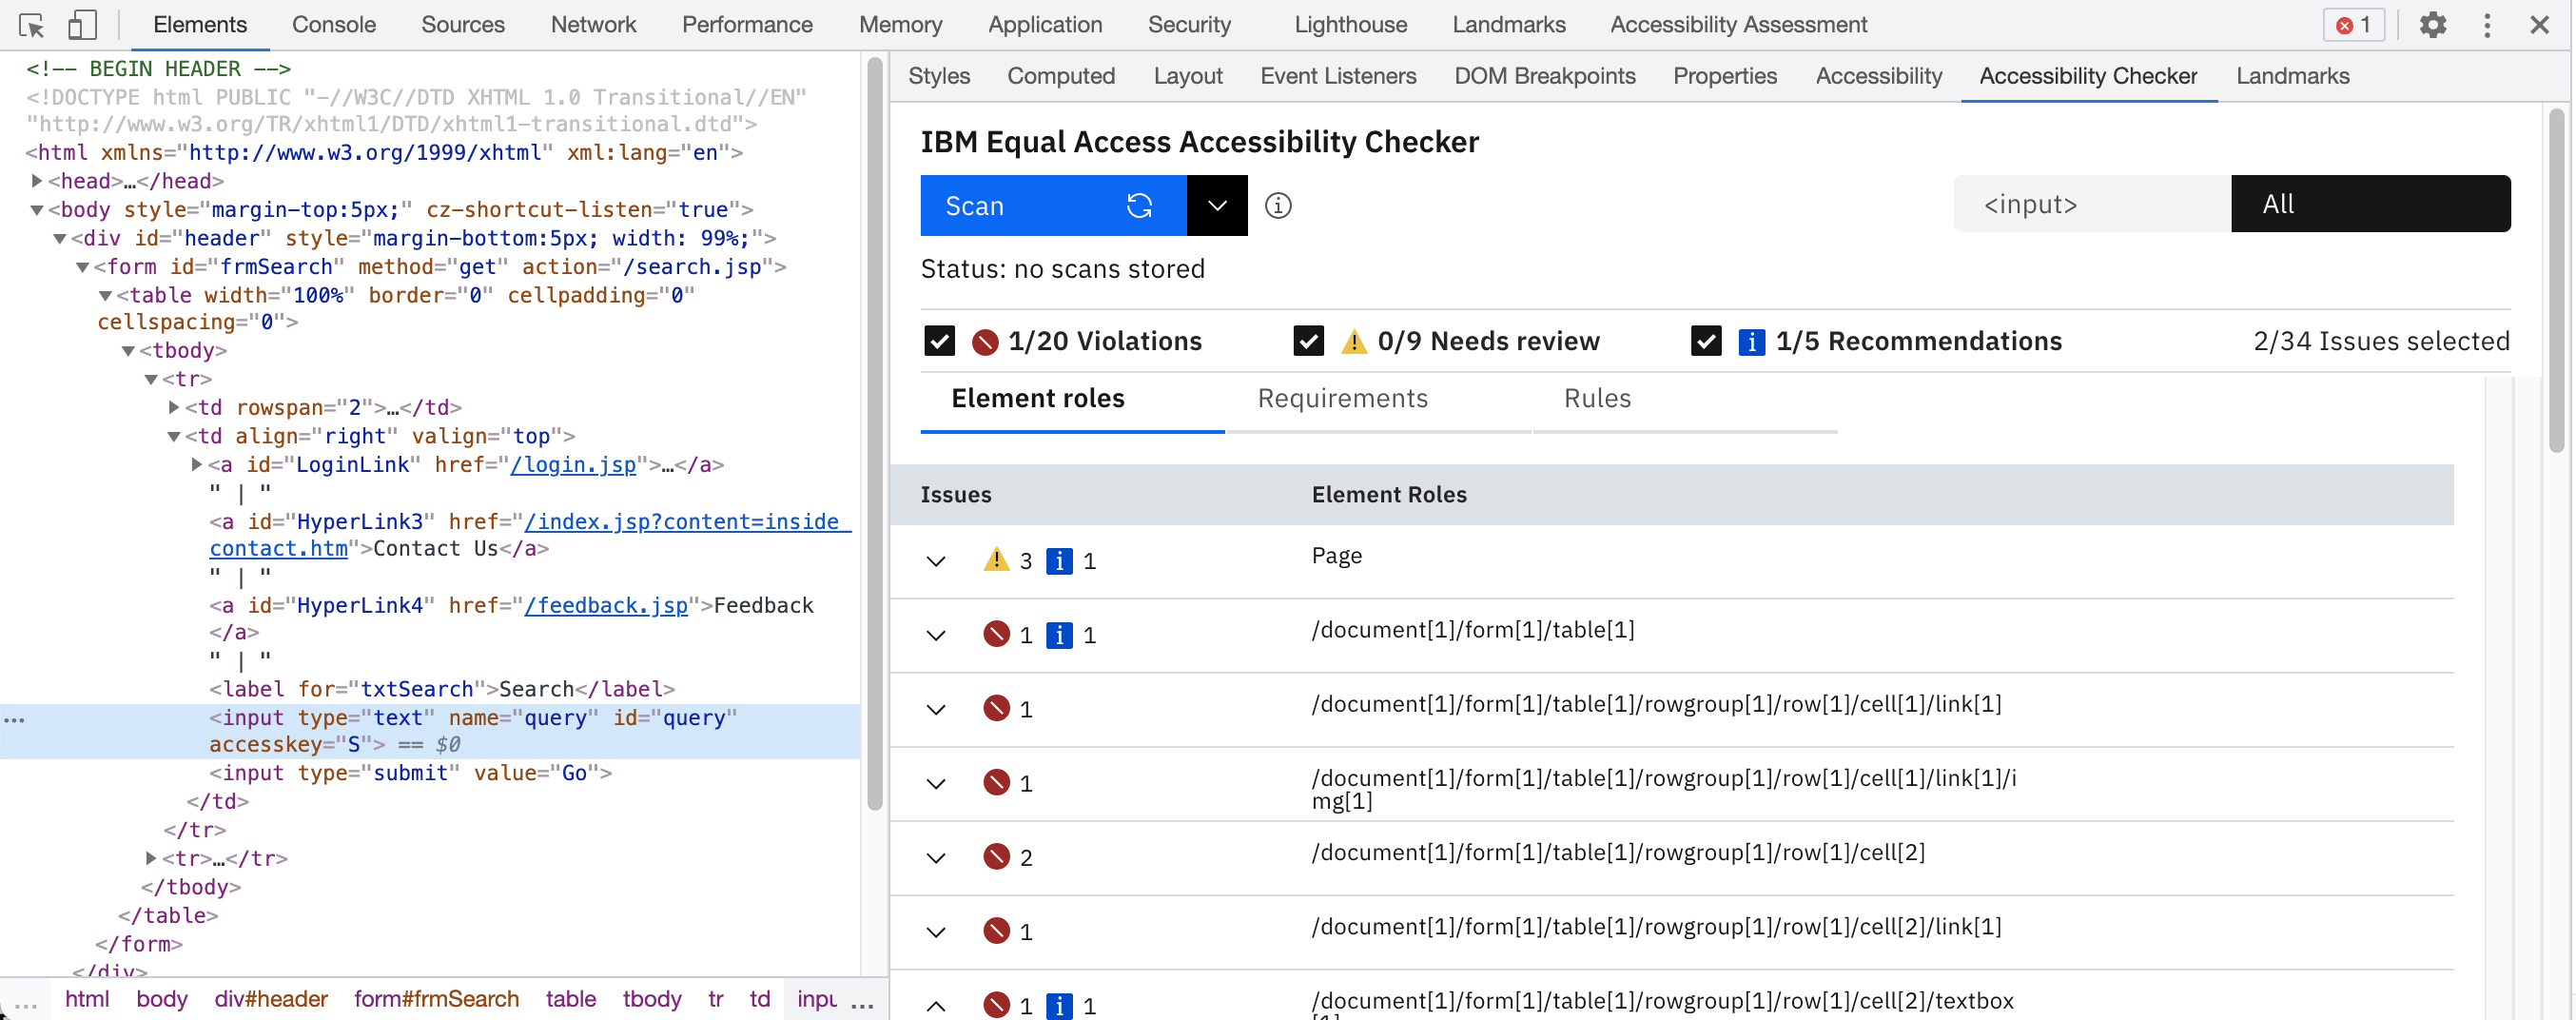 Elements Console Sources Network Performance Memory Application Security Lighthouse Landmarks Accessibility Assessment 1
<!-- BEGIN HEADER -->
<!DOCTYPE html PUBLIC "-//W3C//DTD XHTML 1.0 Transitional//EN"
"http://www.w3.org/TR/xhtml1/DTD/xhtml1-transitional.dtd">
<html xmlns="http://www.w3.org/1999/xhtml" xml:lang="en">
<head>…</head>
<body style="margin-top:5px;" cz-shortcut-listen="true">
<div id="header" style="margin-bottom:5px; width: 99%;">
<form id="frmSearch" method="get" action="/search.jsp">
<table width="100%" border="0" cellpadding="0"
cellspacing="0">
<tbody>
<tr>
<td rowspan="2">…</td>
<td align="right" valign="top">
<a id="LoginLink" href="/login.jsp">…</a>
" | "
<a id="HyperLink3" href="/index.jsp?content=inside_
contact.htm">Contact Us</a>
" | "
<a id="HyperLink4" href="/feedback.jsp">Feedback
</a>
" | "
<label for="txtSearch">Search</label>
… <input type="text" name="query" id="query"
accesskey="S"> == $0
<input type="submit" value="Go">
</td>
</tr>
<tr>…</tr>
</tbody>
</table>
</form>
</div>
… html body div#header form#frmSearch table tbody tr td inpu …
Styles Computed Layout Event Listeners DOM Breakpoints Properties Accessibility Accessibility Checker Landmarks
IBM Equal Access Accessibility Checker
Scan <input> All
Status: no scans stored
1/20 Violations 0/9 Needs review 1/5 Recommendations 2/34 Issues selected
Element roles Requirements Rules
Issues Element Roles
3 1 Page
1 1 /document[1]/form[1]/table[1]
1 /document[1]/form[1]/table[1]/rowgroup[1]/row[1]/cell[1]/link[1]
1 /document[1]/form[1]/table[1]/rowgroup[1]/row[1]/cell[1]/link[1]/i
mg[1]
2 /document[1]/form[1]/table[1]/rowgroup[1]/row[1]/cell[2]
1 /document[1]/form[1]/table[1]/rowgroup[1]/row[1]/cell[2]/link[1]
1 1 /document[1]/form[1]/table[1]/rowgroup[1]/row[1]/cell[2]/textbox